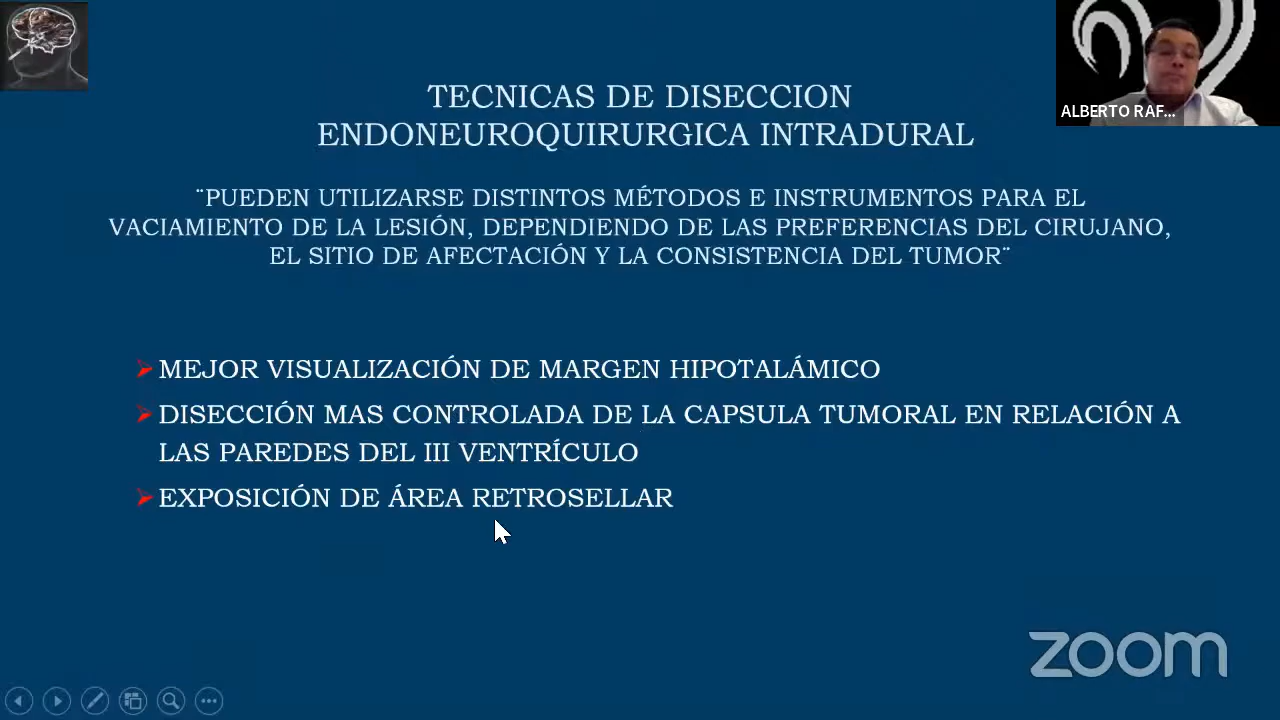 ALBERTO RAF...
TECNICAS DE DISECCION
ENDONEUROQUIRURGICA INTRADURAL
¨PUEDEN UTILIZARSE DISTINTOS MÉTODOS E INSTRUMENTOS PARA EL
VACIAMIENTO DE LA LESIÓN, DEPENDIENDO DE LAS PREFERENCIAS DEL CIRUJANO,
EL SITIO DE AFECTACIÓN Y LA CONSISTENCIA DEL TUMOR¨
MEJOR VISUALIZACIÓN DE MARGEN HIPOTALÁMICO
DISECCIÓN MAS CONTROLADA DE LA CAPSULA TUMORAL EN RELACIÓN A
LAS PAREDES DEL III VENTRÍCULO
EXPOSICIÓN DE ÁREA RETROSELLAR
zoom